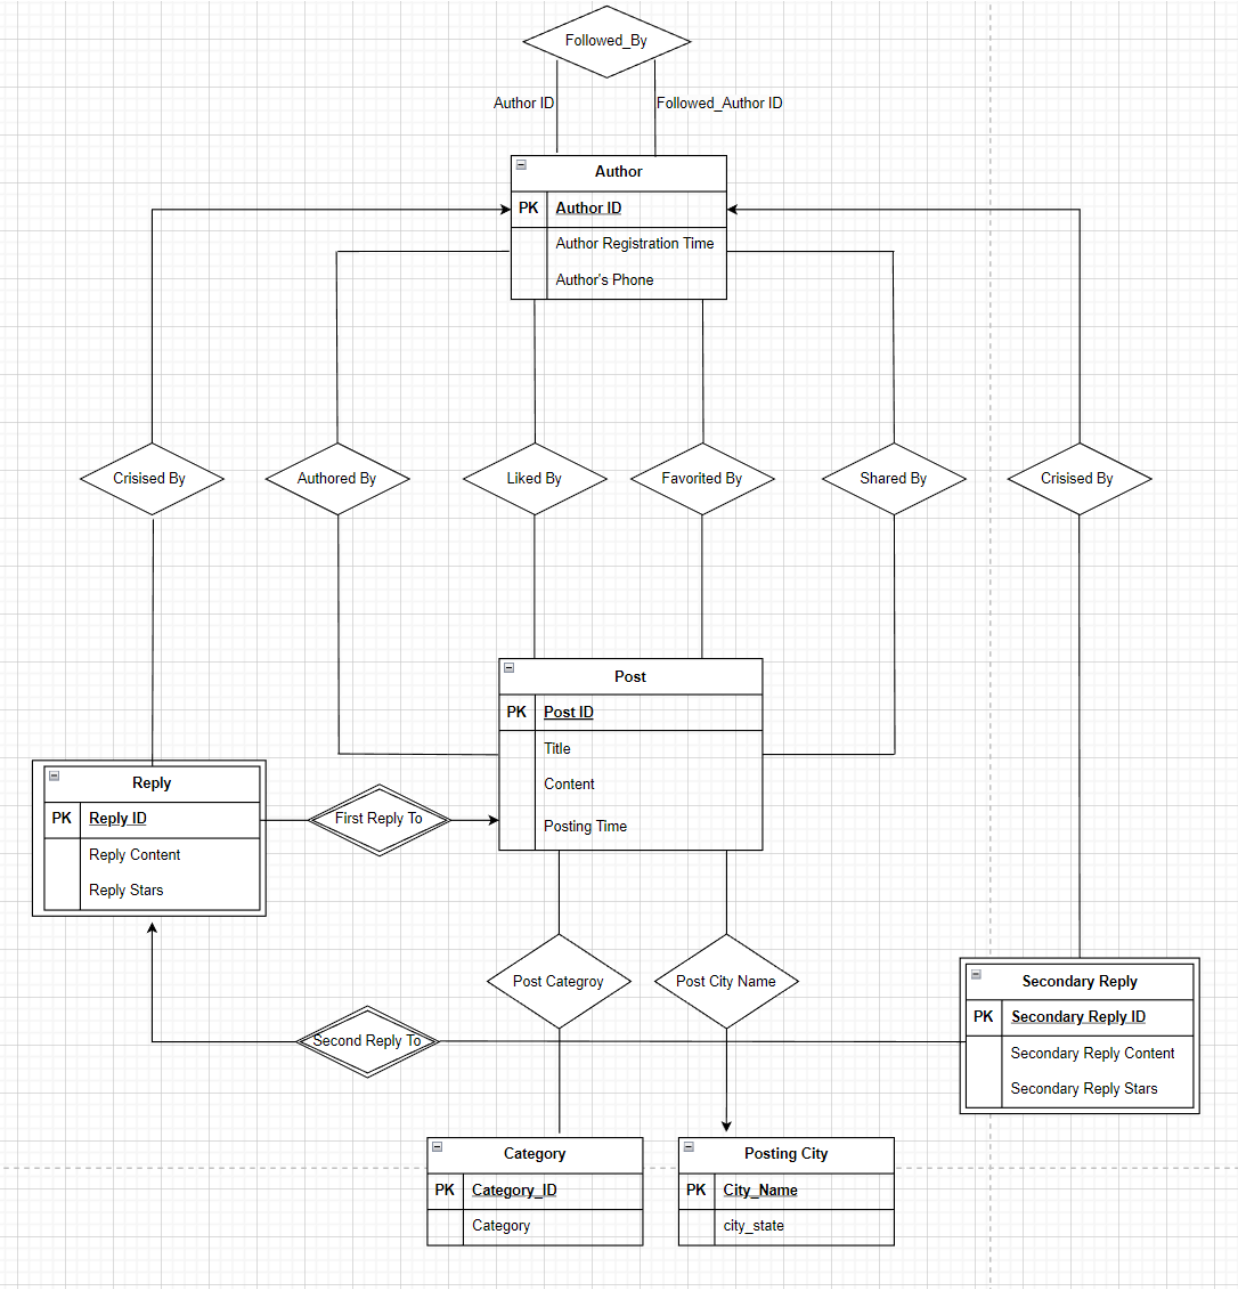 Followed_By
Author ID
Followed_Author ID
Author
PK Author ID
Author Registration Time
Author's Phone
Crisised By
Authored By
Liked By
Favorited By
Shared By
Crisised By
Post
PK Post ID
Title
Content
Posting Time
Reply
PK Reply ID
Reply Content
Reply Stars
First Reply To
Post Categroy
Post City Name
Second Reply To
Secondary Reply
PK Secondary Reply ID
Secondary Reply Content
Secondary Reply Stars
Category
PK Category_ID
Category
Posting City
PK City_Name
city_state